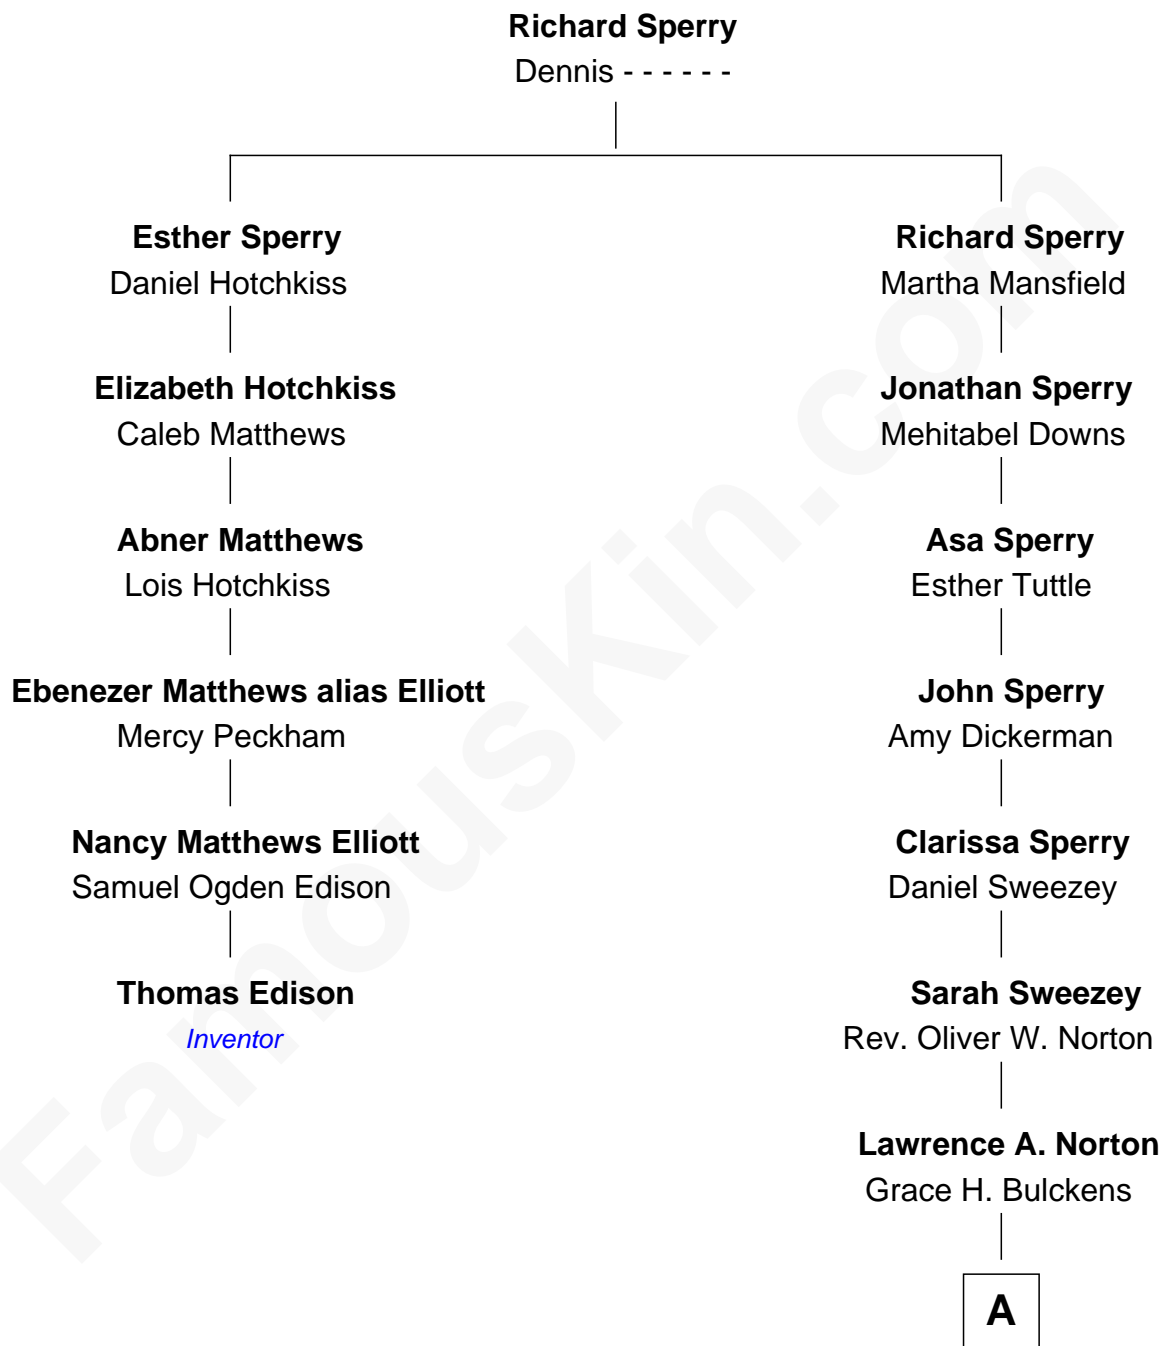 Richard Sperry
Dennis - - - - - -
Esther Sperry
Daniel Hotchkiss
Richard Sperry
Martha Mansfield
Elizabeth Hotchkiss
Caleb Matthews
Jonathan Sperry
Mehitabel Downs
Abner Matthews
Lois Hotchkiss
Asa Sperry
Esther Tuttle
Ebenezer Matthews alias Elliott
Mercy Peckham
John Sperry
Amy Dickerman
Nancy Matthews Elliott
Samuel Ogden Edison
Clarissa Sperry
Daniel Sweezey
Thomas Edison
Inventor
Sarah Sweezey
Rev. Oliver W. Norton
Lawrence A. Norton
Grace H. Bulckens
A
FamousKin.com